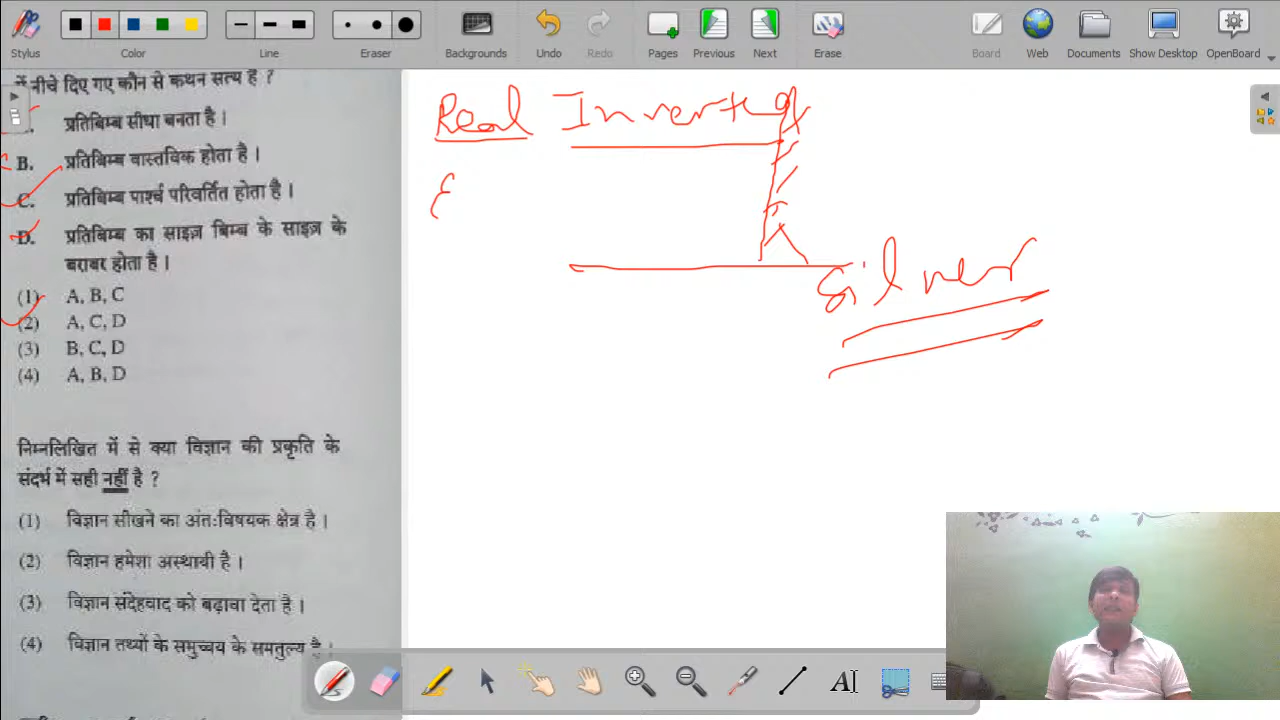 Stylus
Color
Line
Eraser
Backgrounds
Undo
Redo
Pages
Previous
Next
Erase
Board
Web
Documents
Show Desktop
OpenBoard
में नीचे दिए गए कौन से कथन सत्य हैं ?
प्रतिबिम्ब सीधा बनता है ।
B. प्रतिबिम्ब वास्तविक होता है ।
C. प्रतिबिम्ब पार्श्व परिवर्तित होता है ।
D. प्रतिबिम्ब का साइज़ बिम्ब के साइज़ के
बराबर होता है ।
(1) A, B, C
(2) A, C, D
(3) B, C, D
(4) A, B, D
निम्नलिखित में से क्या विज्ञान की प्रकृति के
संदर्भ में सही नहीं है ?
(1) विज्ञान सीखने का अंतःविषयक क्षेत्र है ।
(2) विज्ञान हमेशा अस्थायी है ।
(3) विज्ञान संदेहवाद को बढ़ावा देता है ।
(4) विज्ञान तथ्यों के समुच्चय के समतुल्य है ।
Real Inverted
Silver